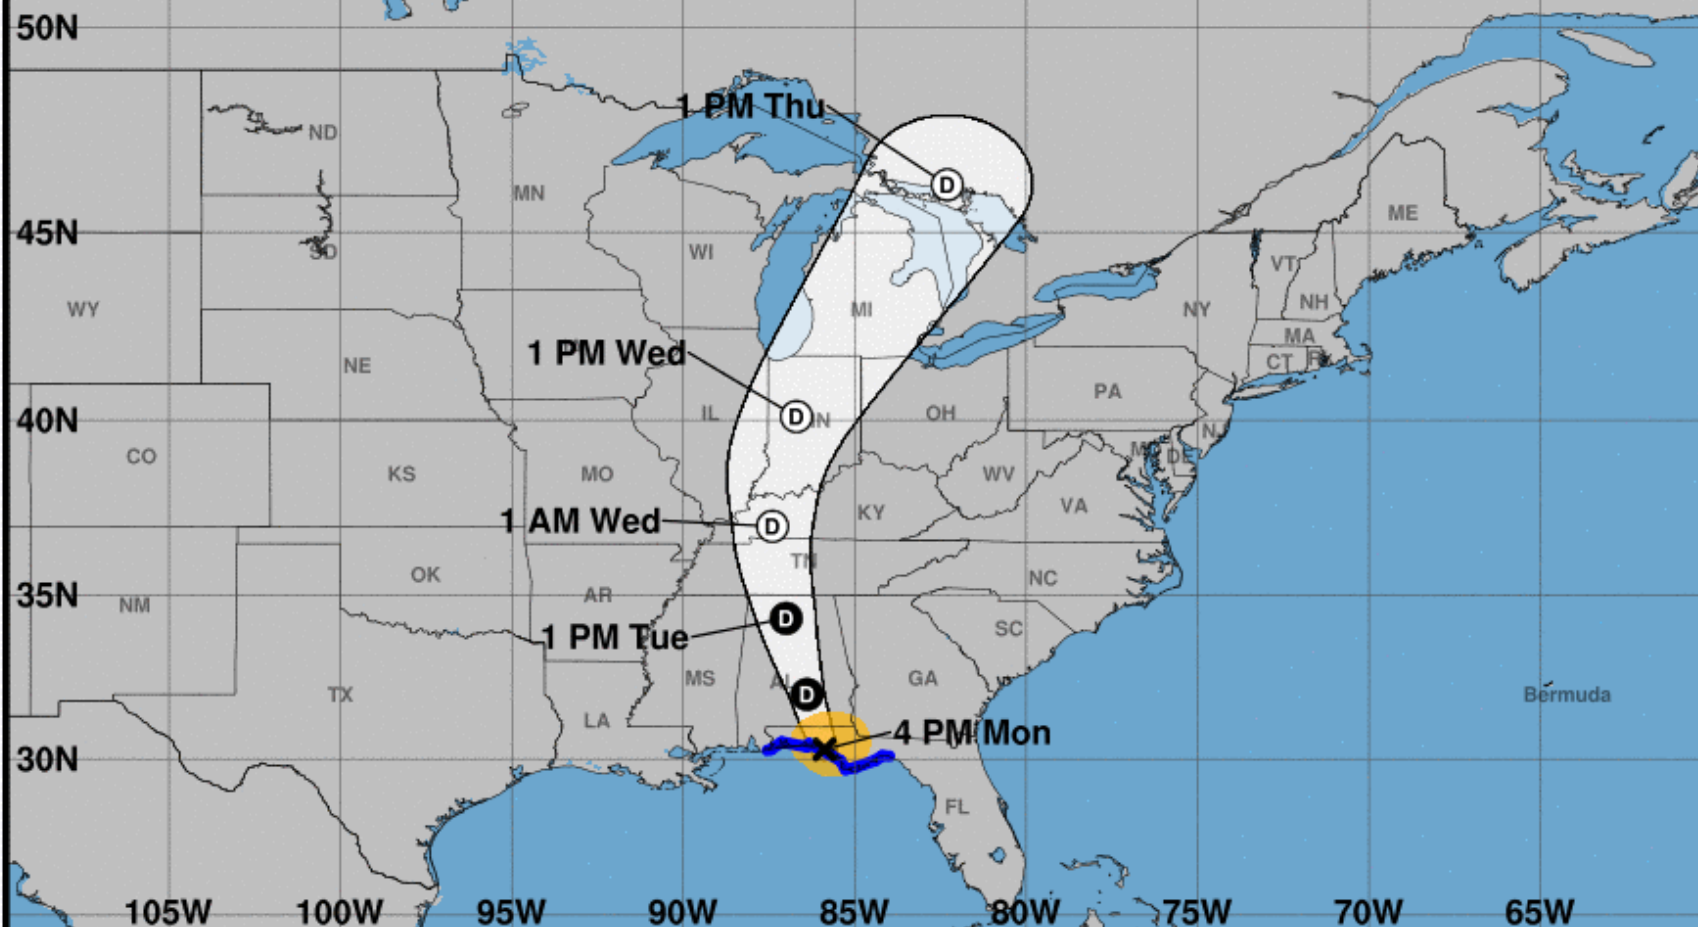 50N
1 PM Thu
ND
D
MN
ME
45N
SD
WI
VT
WY
MI
NH
NY
MA
1 PM Wed
CT
NE
PA
IL
D
IN
OH
40N
NJ
CO
DE
KS
MO
WV
VA
KY
1 AM Wed
D
TN
OK
NC
35N
AR
NM
D
SC
1 PM Tue
MS
GA
TX
D
Bermuda
LA
4 PM Mon
30N
FL
105W 100W 95W 90W 85W 80W 75W 70W 65W